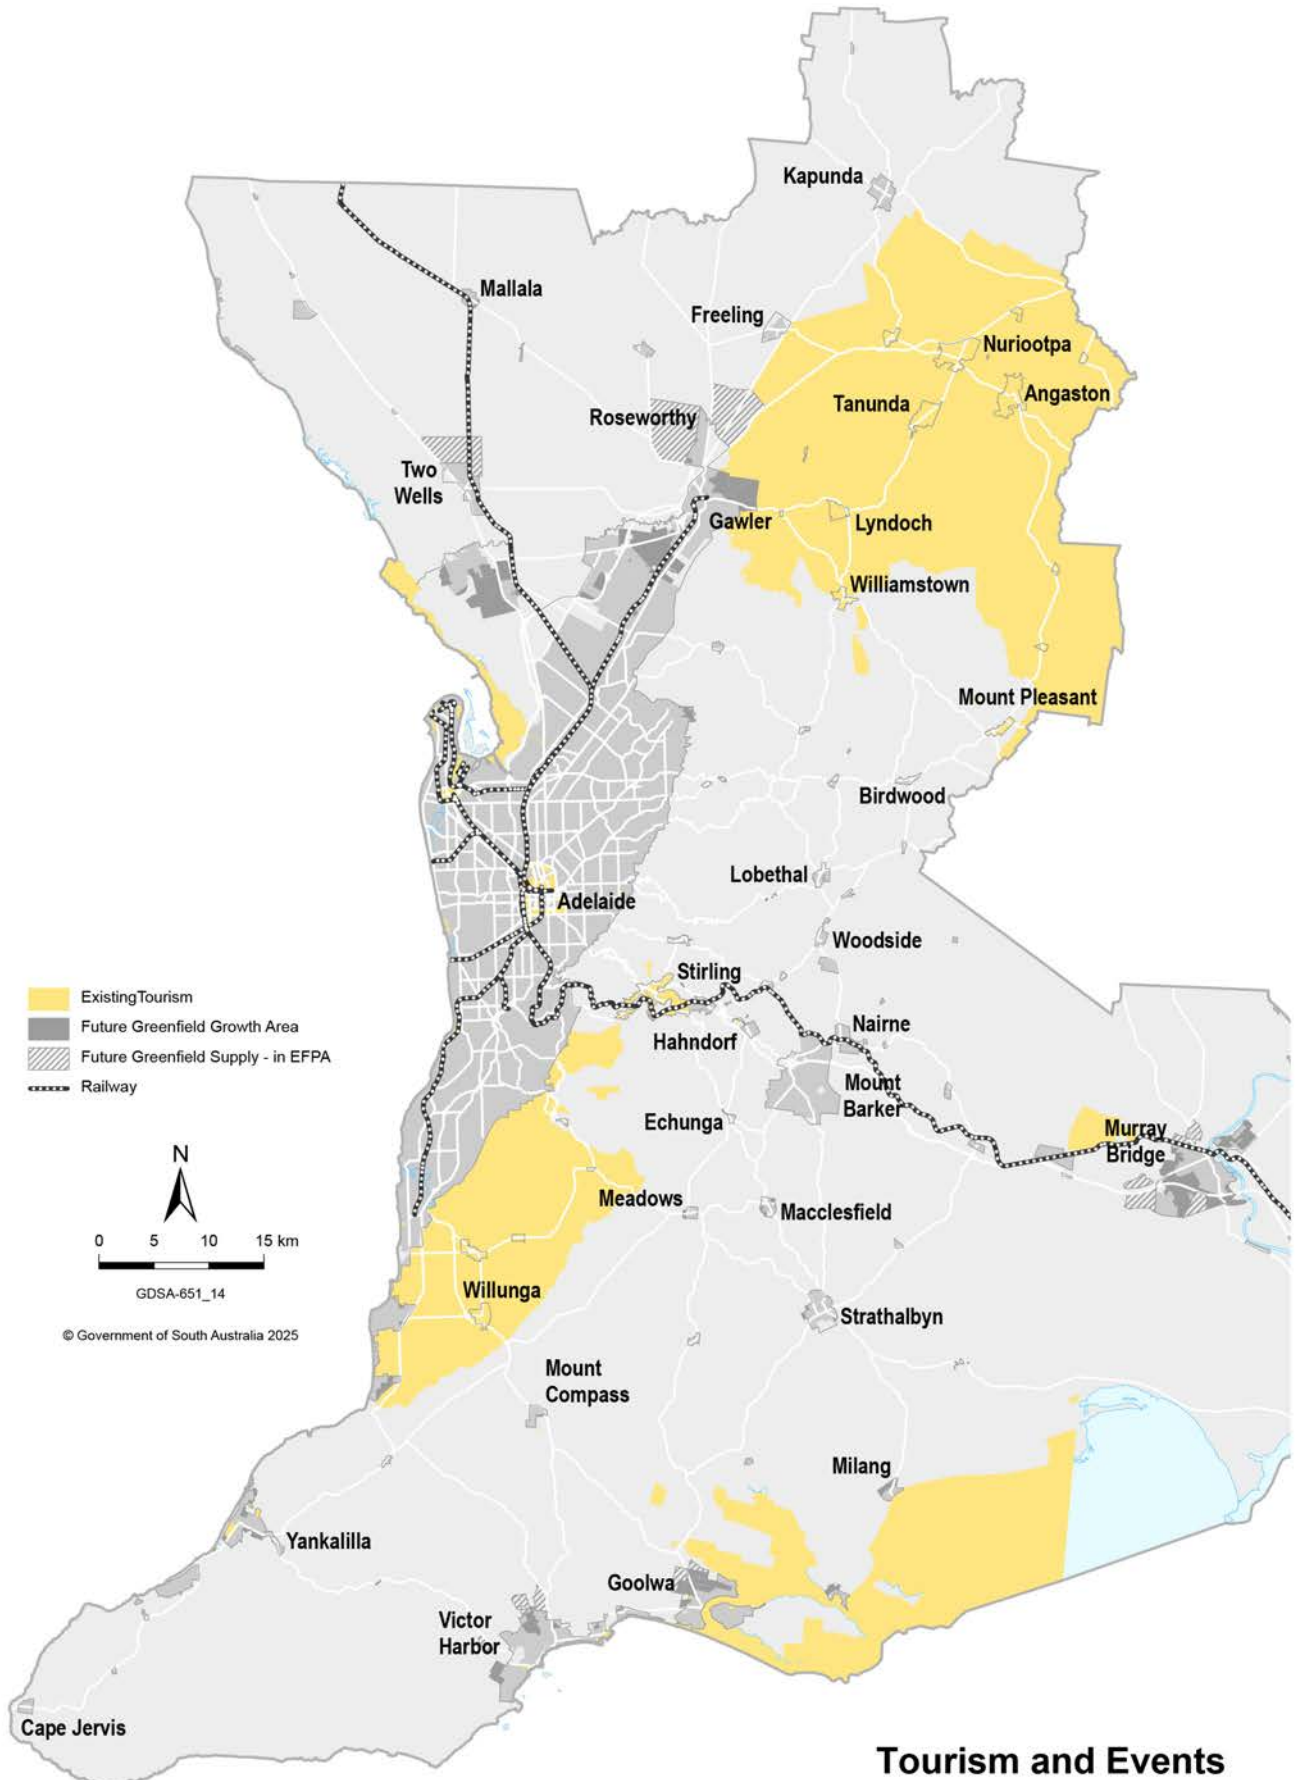 Kapunda
Mallala
Freeling
Nuriootpa
Angaston
Tanunda
Roseworthy
Two
Wells
Gawler
Lyndoch
Williamstown
Mount Pleasant
Birdwood
Lobethal
Adelaide
Woodside
Stirling
ExistingTourism
Future Greenfield Growth Area
Future Greenfield Supply - in EFPA
Railway
Hahndorf
Nairne
Mount
Barker
Echunga
Murray
Bridge
N
0 5 10 15 km
GDSA-651_14
© Government of South Australia 2025
Meadows
Macclesfield
Willunga
Strathalbyn
Mount
Compass
Milang
Yankalilla
Goolwa
Victor
Harbor
Cape Jervis
Tourism and Events